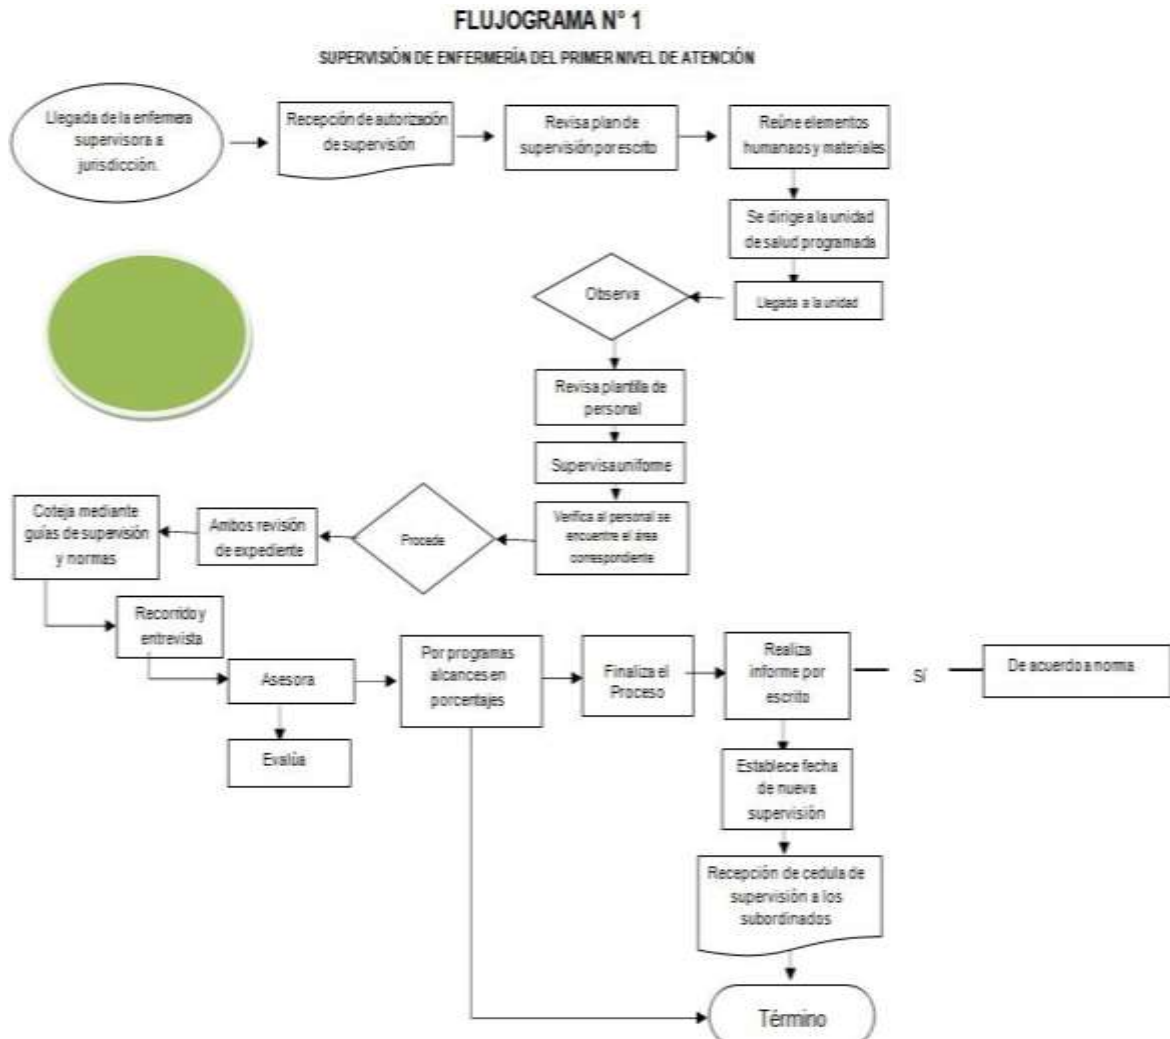 FLUJOGRAMA N° 1
SUPERVISIÓN DE ENFERMERÍA DEL PRIMER NIVEL DE ATENCIÓN
Llegada de la enfermera
supervisora a
jurisdicción.
Recepción de autorización
de supervisión
Revisa plan de
supervisión por escrito
Reúne elementos
humanaos y materiales
Se dirige a la unidad
de salud programada
Llegada a la unidad
Observa
Revisa plantilla de
personal
Supervisa uniforme
Verifica al personal se
encuentre el área
correspondiente
Procede
Ambos revisión
de expediente
Coteja mediante
guías de supervisión
y normas
Recorrido y
entrevista
Asesora
Evalúa
Por programas
alcances en
porcentajes
Finaliza el
Proceso
Realiza
informe por
escrito
SÍ
De acuerdo a norma
Establece fecha
de nueva
supervisión
Recepción de cedula de
supervisión a los
subordinados
Término